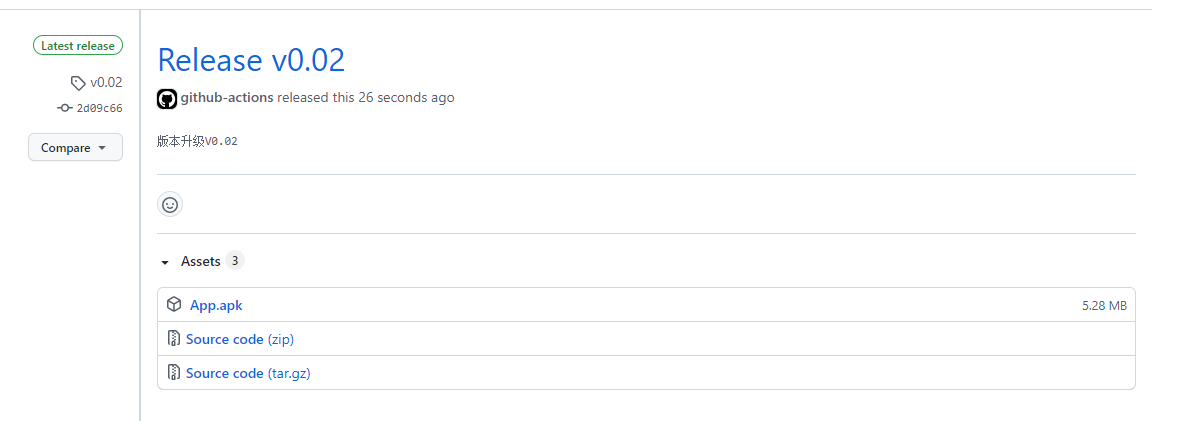 Latest release
v0.02
2d09c66
Compare
Release v0.02
github-actions released this 26 seconds ago
版本升级V0.02
Assets 3
App.apk 5.28 MB
Source code (zip)
Source code (tar.gz)